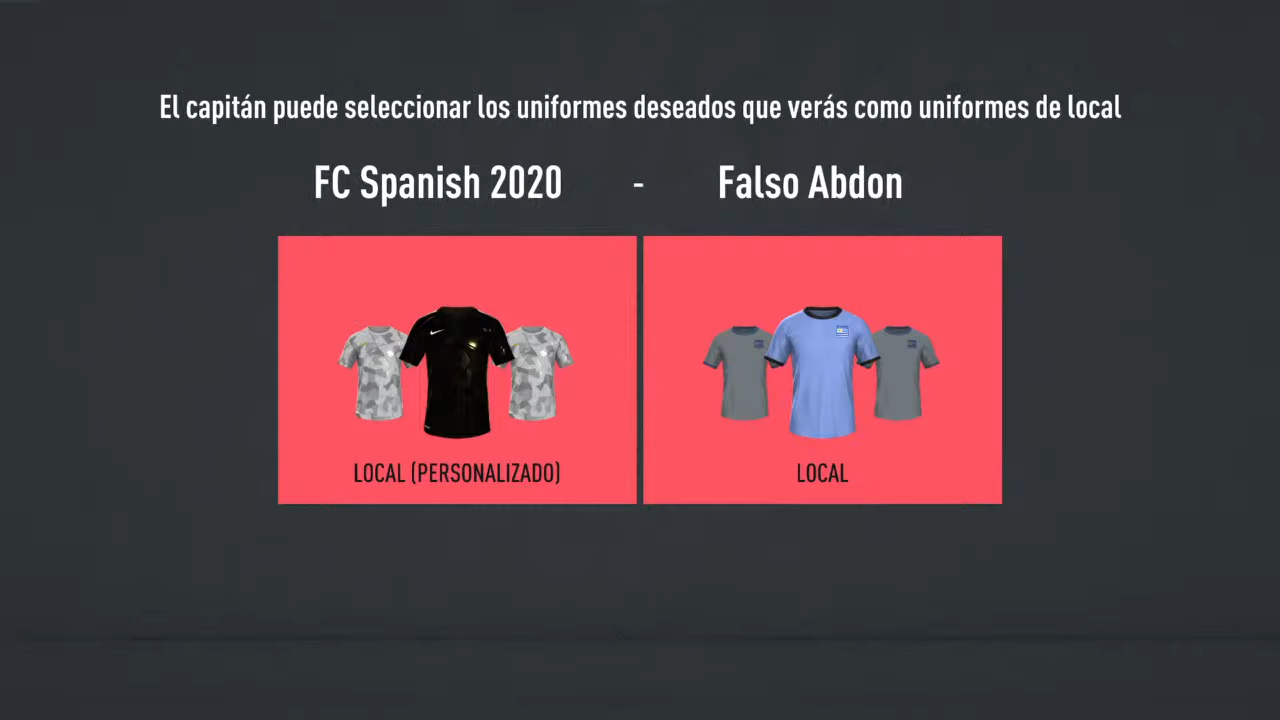 El capitán puede seleccionar los uniformes deseados que verás como uniformes de local
FC Spanish 2020 - Falso Abdon
LOCAL (PERSONALIZADO) LOCAL